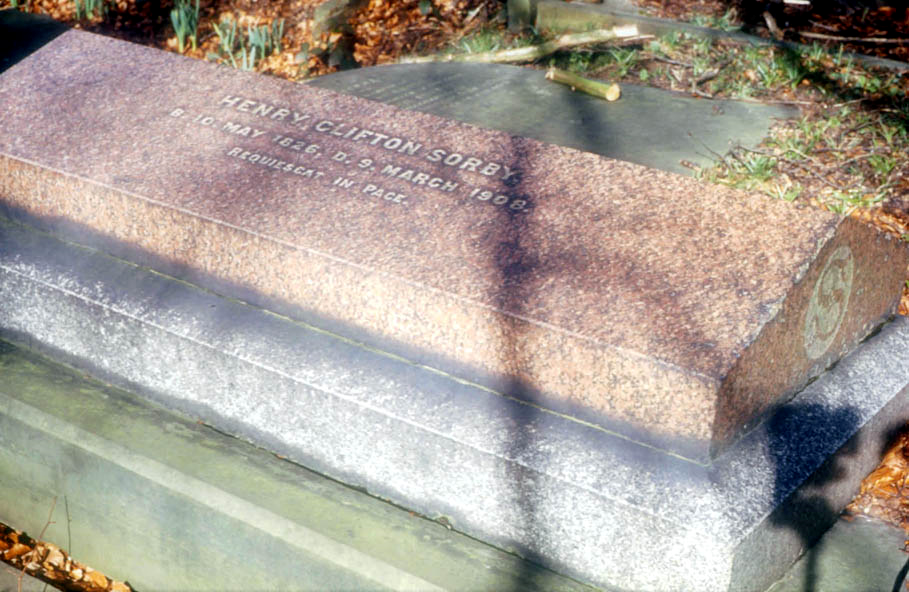 HENRY CLIFTON SORBY
B. 10. MAY 1826, D. 9. MARCH 1908.
REQUIESCAT IN PACE.